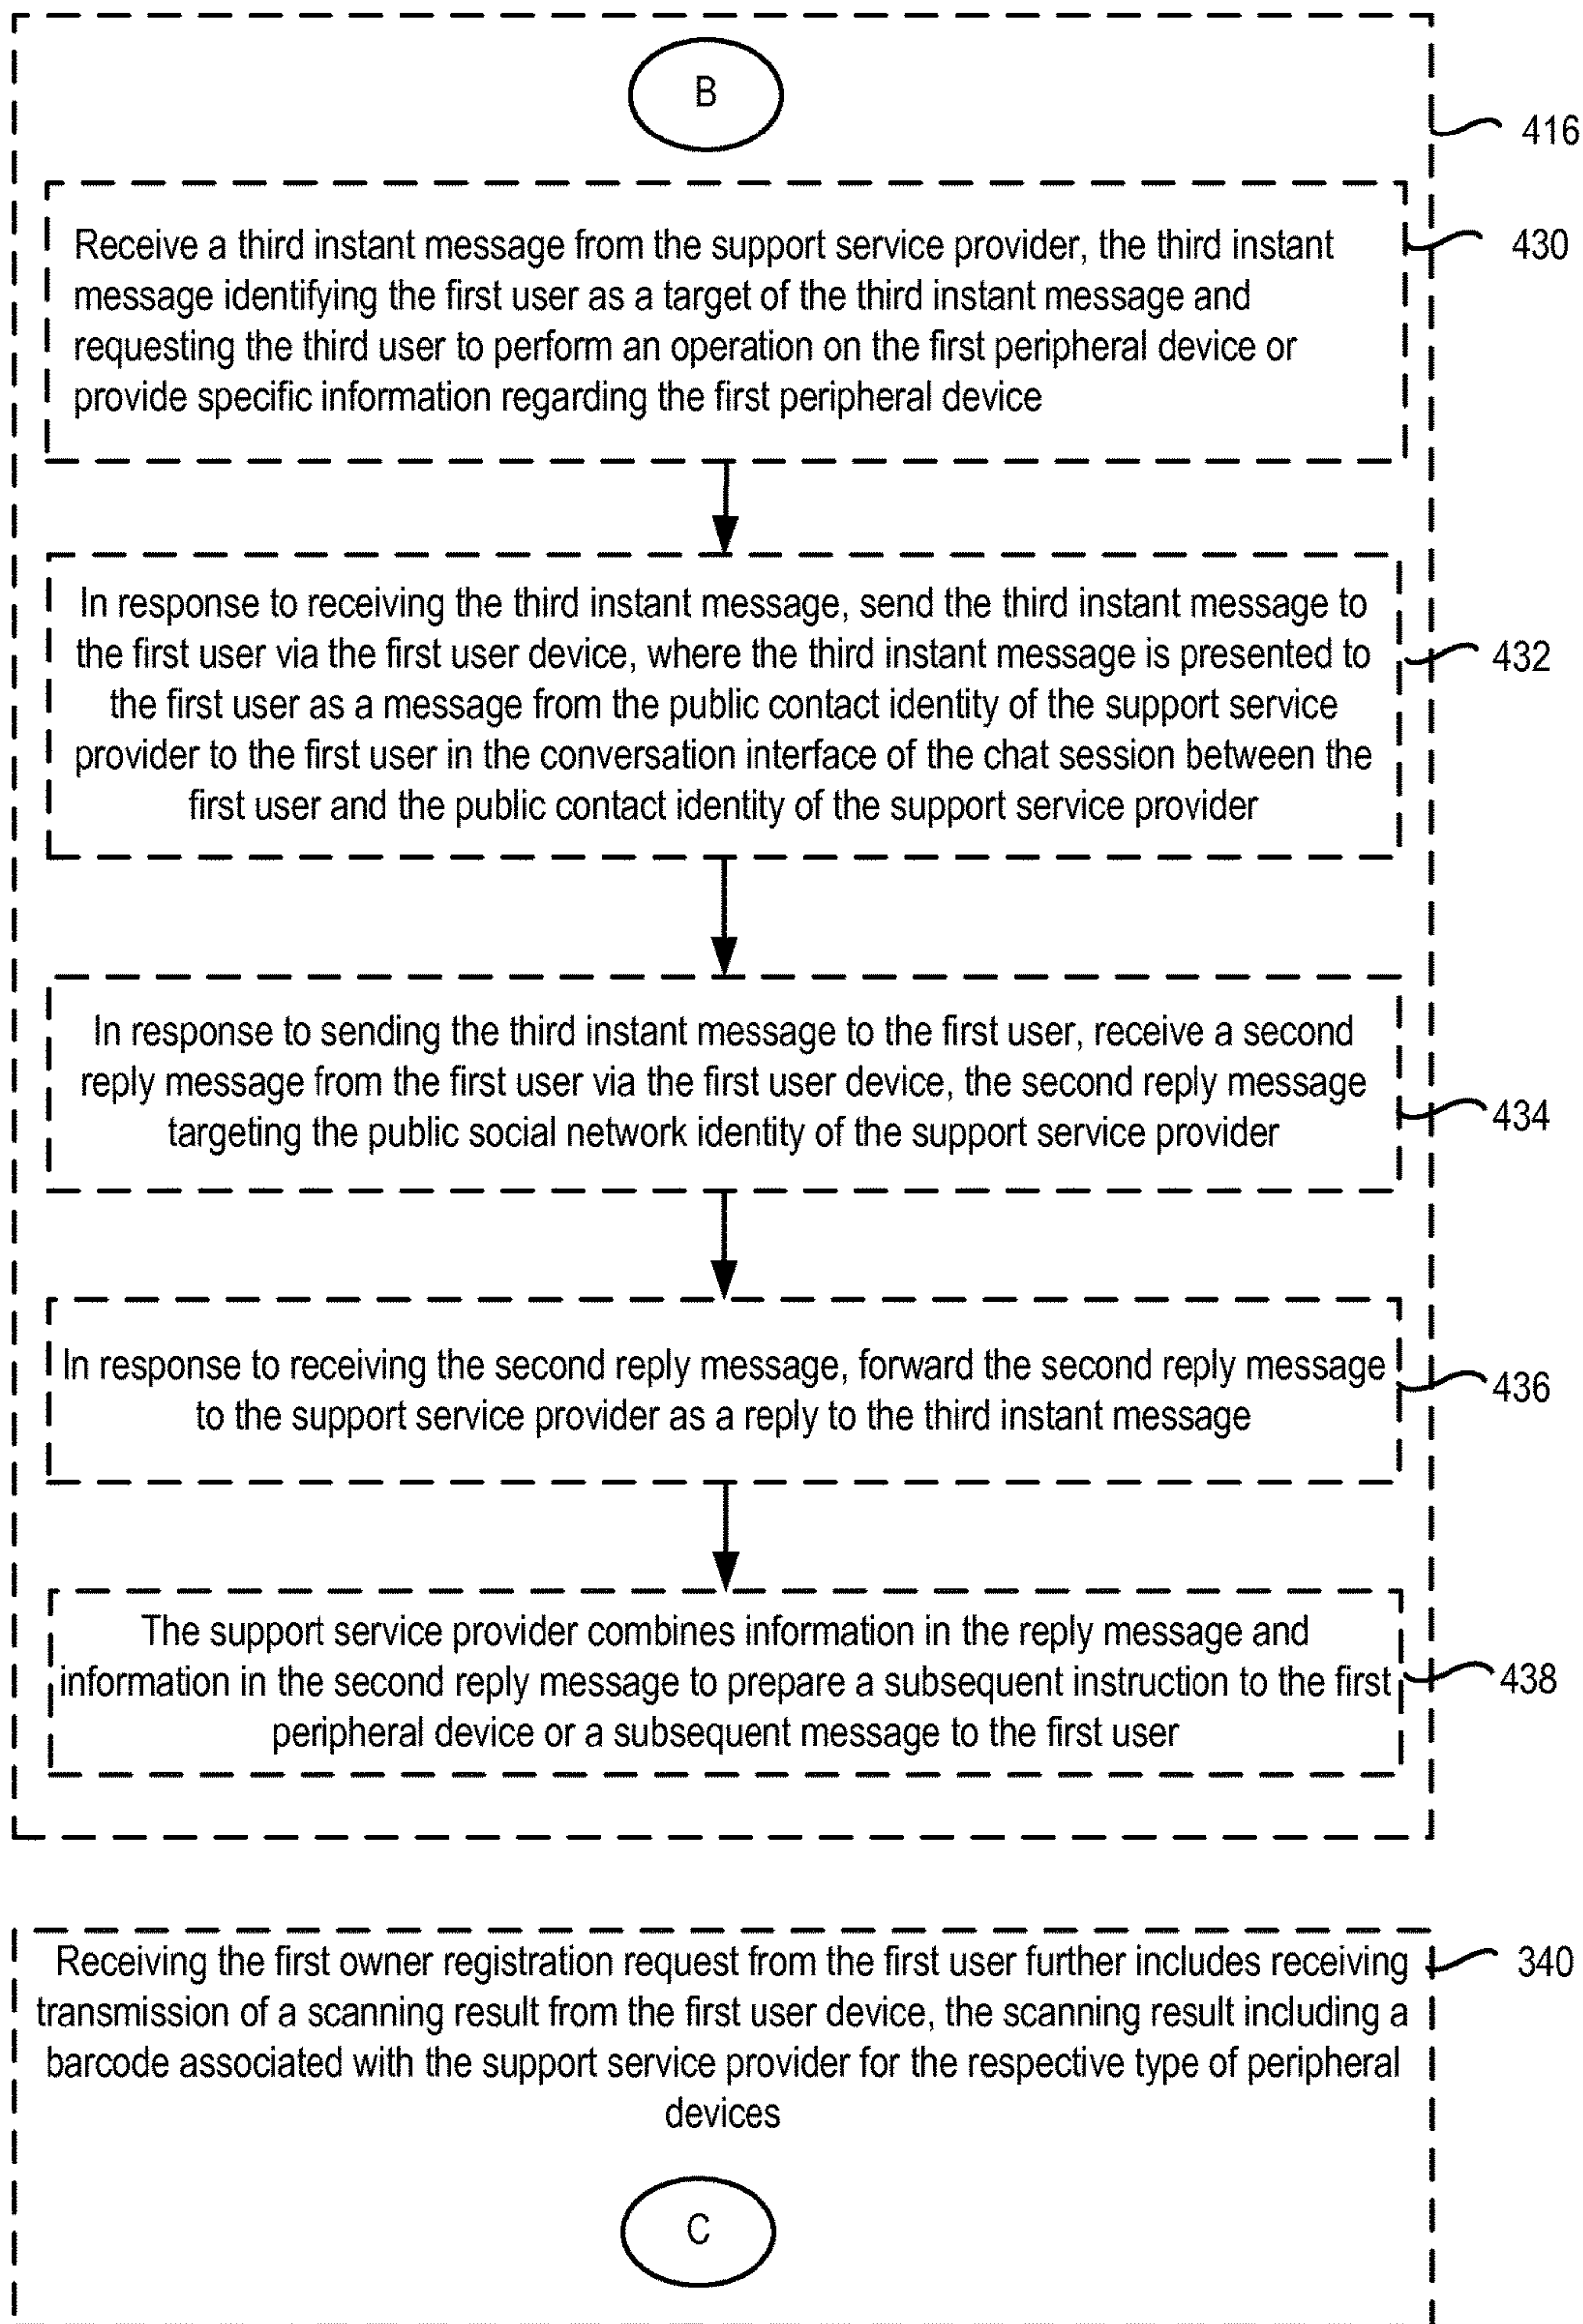 B
416
Receive a third instant message from the support service provider, the third instant
430
message identifying the first user as a target of the third instant message and
requesting the third user to perform an operation on the first peripheral device or
provide specific information regarding the first peripheral device
In response to receiving the third instant message, send the third instant message to
the first user via the first user device, where the third instant message is presented to
432
the first user as a message from the public contact identity of the support service
provider to the first user in the conversation interface of the chat session between the
first user and the public contact identity of the support service provider
In response to sending the third instant message to the first user, receive a second
reply message from the first user via the first user device, the second reply message
434
targeting the public social network identity of the support service provider
In response to receiving the second reply message, forward the second reply message
436
to the support service provider as a reply to the third instant message
The support service provider combines information in the reply message and
information in the second reply message to prepare a subsequent instruction to the first
438
peripheral device or a subsequent message to the first user
Receiving the first owner registration request from the first user further includes receiving
340
transmission of a scanning result from the first user device, the scanning result including a
barcode associated with the support service provider for the respective type of peripheral
devices
C